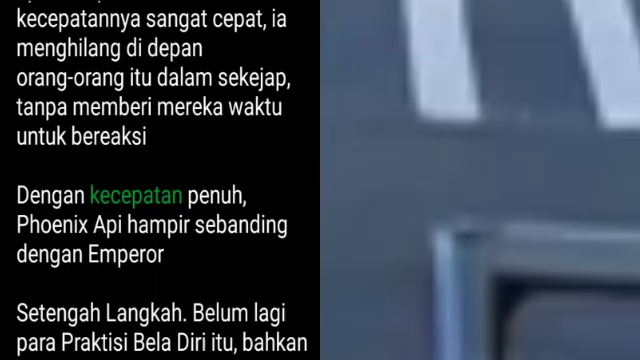 kecepatannya sangat cepat, ia
menghilang di depan
orang-orang itu dalam sekejap,
tanpa memberi mereka waktu
untuk bereaksi
Dengan kecepatan penuh,
Phoenix Api hampir sebanding
dengan Emperor
Setengah Langkah. Belum lagi
para Praktisi Bela Diri itu, bahkan